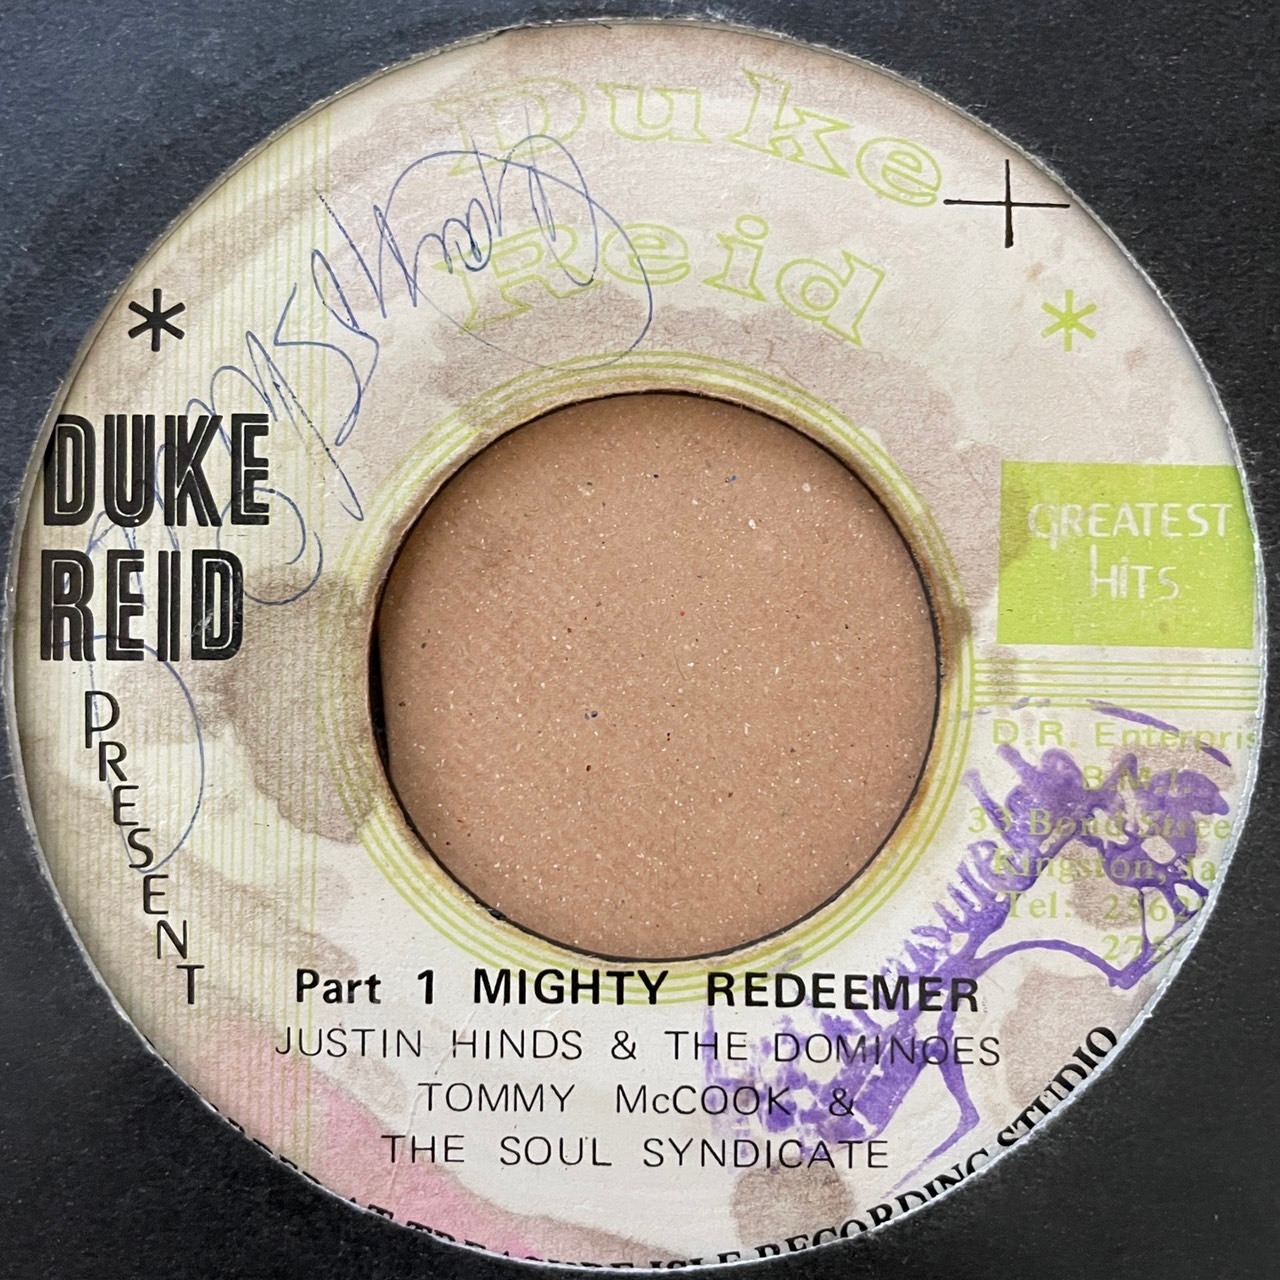 Duke
Reid
DUKE
REID
PRESENT
GREATEST
HITS
D.R. Enterpris
B.M.I.
33 Bond Stree
Kingston, Ja
Tel:
Part 1 MIGHTY REDEEMER
JUSTIN HINDS & THE DOMINOES
TOMMY McCOOK &
THE SOUL SYNDICATE
AT TREASURE ISLE RECORDING STUDIO